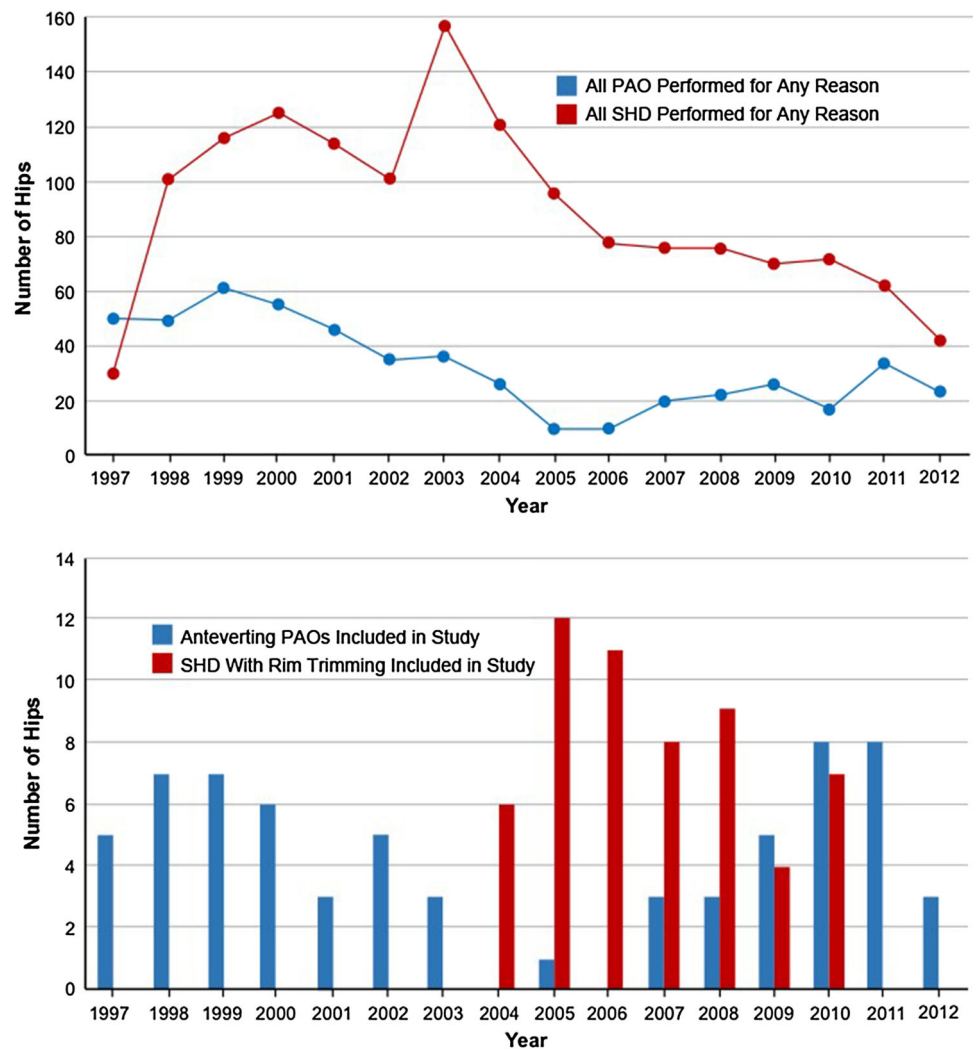 160
140
120
100
80
60
40
20
0
Number of Hips
All PAO Performed for Any Reason
All SHD Performed for Any Reason
1997 1998 1999 2000 2001 2002 2003 2004 2005 2006 2007 2008 2009 2010 2011 2012
Year
14
12
10
8
6
4
2
0
Number of Hips
Anteverting PAOs Included in Study
SHD With Rim Trimming Included in Study
1997 1998 1999 2000 2001 2002 2003 2004 2005 2006 2007 2008 2009 2010 2011 2012
Year